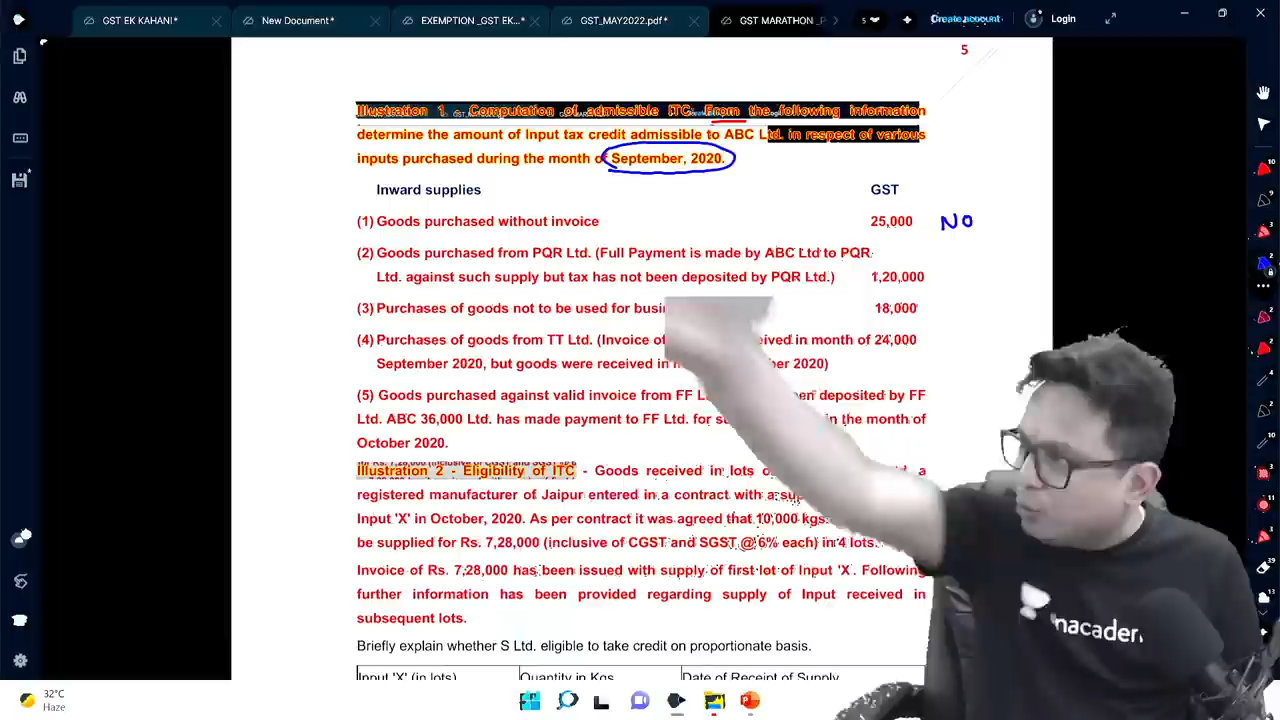 GST EK KAHANI*
New Document*
EXEMPTION _GST EK...*
GST_MAY2022.pdf*
GST MARATHON _P
5
Create account
Login
5
Illustration 1 - Computation of admissible ITC: From the following information
determine the amount of Input tax credit admissible to ABC Ltd. in respect of various
inputs purchased during the month of September, 2020.
Inward supplies GST
(1) Goods purchased without invoice 25,000 NO
(2) Goods purchased from PQR Ltd. (Full Payment is made by ABC Ltd to PQR
Ltd. against such supply but tax has not been deposited by PQR Ltd.) 1,20,000
(3) Purchases of goods not to be used for 18,000
(4) Purchases of goods from TT Ltd. (Invoice in month of 24,000
September 2020, but goods were received in 2020)
(5) Goods purchased against valid invoice from FF deposited by FF
Ltd. ABC 36,000 Ltd. has made payment to FF Ltd. for in the month of
October 2020.
Illustration 2 - Eligibility of ITC - Goods received in lots a
registered manufacturer of Jaipur entered in a contract with a
Input 'X' in October, 2020. As per contract it was agreed that 10,000 kgs.
be supplied for Rs. 7,28,000 (inclusive of CGST and SGST @ 6% each) in 4 lots.
Invoice of Rs. 7,28,000 has been issued with supply of first lot of Input 'X'. Following
further information has been provided regarding supply of Input received in
subsequent lots.
Briefly explain whether S Ltd. eligible to take credit on proportionate basis.
Input 'X' (in lots) Quantity in Kgs Date of Receipt of Supply
unacademy
32°C
Haze